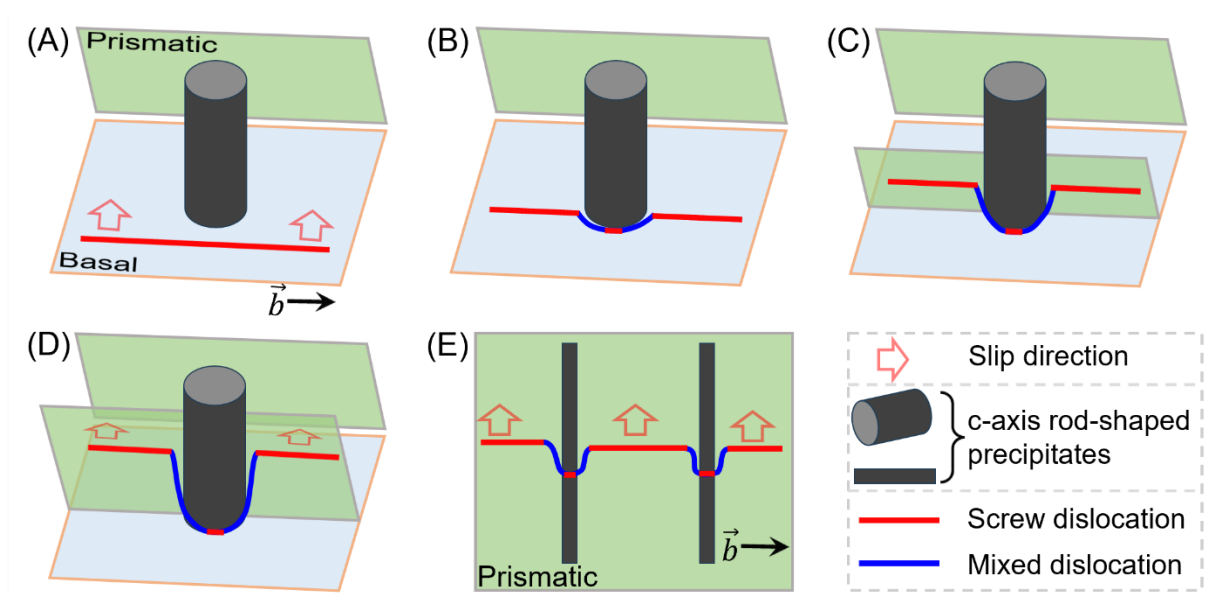 (A)
Prismatic
Basal
b⃗
(B)
(C)
(D)
(E)
Prismatic
b⃗
Slip direction
c-axis rod-shaped
precipitates
Screw dislocation
Mixed dislocation